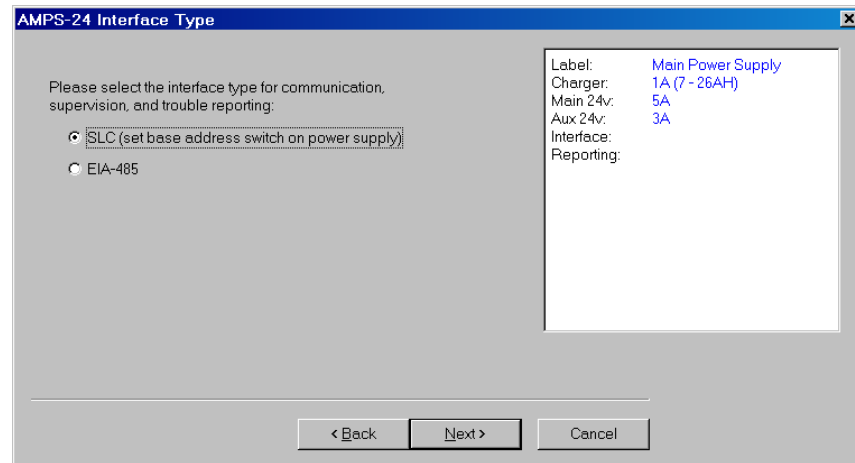 AMPS-24 Interface Type
Please select the interface type for communication,
supervision, and trouble reporting:
SLC (set base address switch on power supply)
EIA-485
Label: Main Power Supply
Charger: 1A (7 - 26AH)
Main 24v: 5A
Aux 24v: 3A
Interface:
Reporting:
< Back
Next >
Cancel